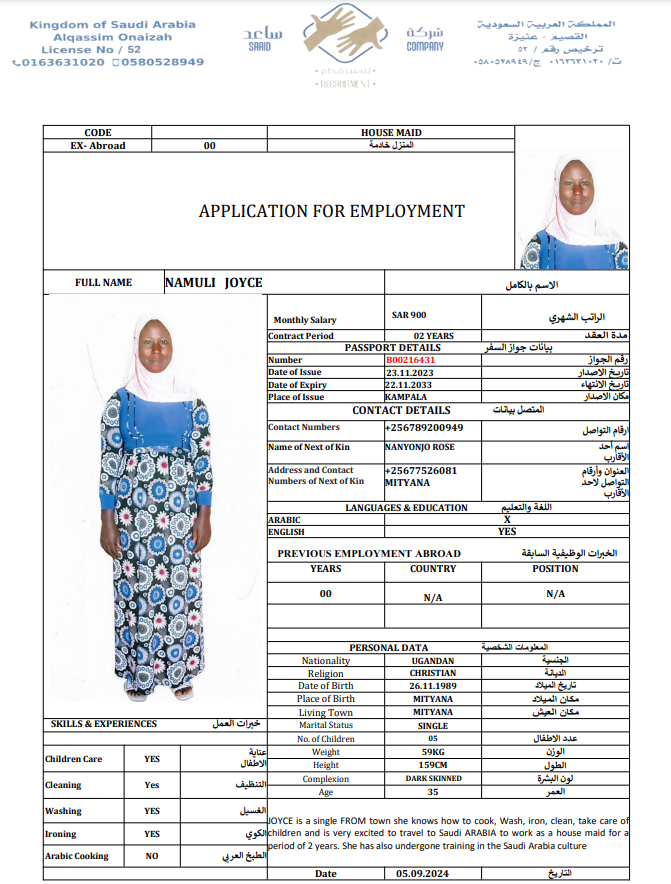 Kingdom of Saudi Arabia
Alqassim Onaizah
License No / 52
0163631020 0580528949
ساعد
SAAID
شركة
COMPANY
• للاستقدام •
• RECRUITMENT •
المملكة العربية السعودية
القصيم - عنيزة
ترخيص رقم / ٥٢
ت/ ٠١٦٣٦٣١٠٢٠ ج/ ٠٥٨٠٥٢٨٩٤٩
CODE HOUSE MAID
EX- Abroad 00 المنزل خادمة
APPLICATION FOR EMPLOYMENT
FULL NAME NAMULI JOYCE الاسم بالكامل
Monthly Salary SAR 900 الراتب الشهري
Contract Period 02 YEARS مدة العقد
PASSPORT DETAILS بيانات جواز السفر
Number B00216431 رقم الجواز
Date of Issue 23.11.2023 تاريخ الاصدار
Date of Expiry 22.11.2033 تاريخ الانتهاء
Place of Issue KAMPALA مكان الاصدار
CONTACT DETAILS المتصل بيانات
Contact Numbers +256789200949 ارقام التواصل
Name of Next of Kin NANYONJO ROSE اسم أحد
الأقارب
Address and Contact +25677526081 العنوان وأرقام
Numbers of Next of Kin MITYANA التواصل لاحد
الأقارب
LANGUAGES & EDUCATION اللغة والتعليم
ARABIC X
ENGLISH YES
PREVIOUS EMPLOYMENT ABROAD الخبرات الوظيفية السابقة
YEARS COUNTRY POSITION
00 N/A N/A
PERSONAL DATA المعلومات الشخصية
Nationality UGANDAN الجنسية
Religion CHRISTIAN الديانة
Date of Birth 26.11.1989 تاريخ الميلاد
Place of Birth MITYANA مكان الميلاد
Living Town MITYANA مكان العيش
Marital Status SINGLE
No. of Children 05 عدد الاطفال
Weight 59KG الوزن
Height 159CM الطول
Complexion DARK SKINNED لون البشرة
Age 35 العمر
SKILLS & EXPERIENCES خبرات العمل
Children Care YES عناية
الاطفال
Cleaning Yes التنظيف
Washing YES الغسيل
Ironing YES الكوي
Arabic Cooking NO الطبخ العربي
JOYCE is a single FROM town she knows how to cook, Wash, iron, clean, take care of
children and is very excited to travel to Saudi ARABIA to work as a house maid for a
period of 2 years. She has also undergone training in the Saudi Arabia culture
Date 05.09.2024 التاريخ